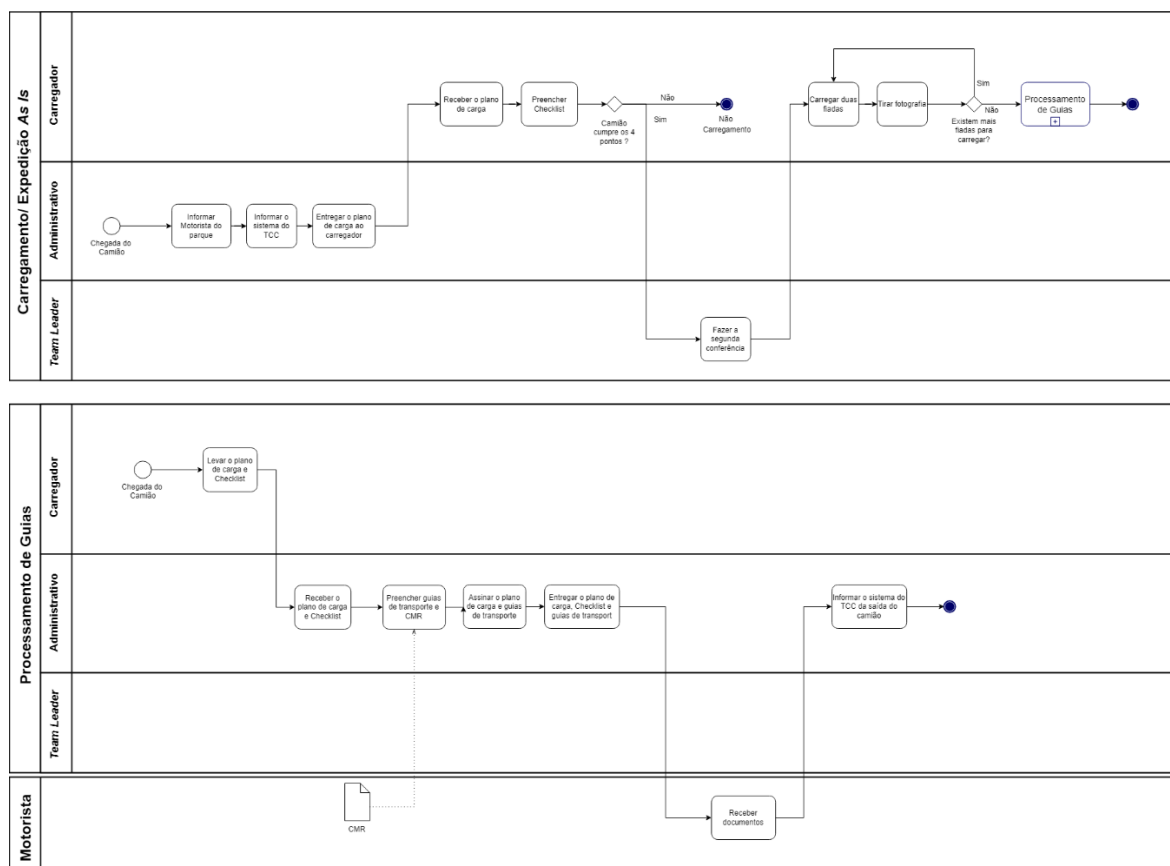 Carregamento/ Expedição As Is
Carregador
Receber o plano
de carga
Preencher
Checklist
Camião
cumpre os 4
pontos ?
Não
Sim
Não
Carregamento
Carregar duas
fiadas
Tirar fotografia
Sim
Não
Existem mais
fiadas para
carregar?
Processamento
de Guias
Administrativo
Chegada do
Camião
Informar
Motorista do
parque
Informar o
sistema do
TCC
Entregar o plano
de carga ao
carregador
Team Leader
Fazer a
segunda
conferência
Processamento de Guias
Carregador
Chegada do
Camião
Levar o plano
de carga e
Checklist
Administrativo
Receber o
plano de carga
e Checklist
Preencher guias
de transporte e
CMR
Assinar o plano
de carga e guias
de transporte
Entregar o plano de
carga, Checklist e
guias de transport
Informar o sistema do
TCC da saída do
camião
Team Leader
Motorista
CMR
Receber
documentos